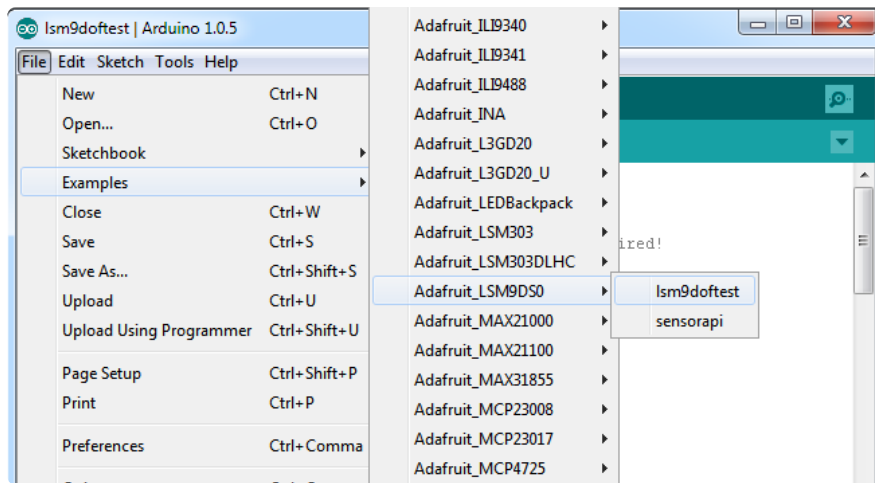 lsm9doftest | Arduino 1.0.5
File Edit Sketch Tools Help
New Ctrl+N
Open... Ctrl+O
Sketchbook
Examples
Close Ctrl+W
Save Ctrl+S
Save As... Ctrl+Shift+S
Upload Ctrl+U
Upload Using Programmer Ctrl+Shift+U
Page Setup Ctrl+Shift+P
Print Ctrl+P
Preferences Ctrl+Comma
Adafruit_ILI9340
Adafruit_ILI9341
Adafruit_ILI9488
Adafruit_INA
Adafruit_L3GD20
Adafruit_L3GD20_U
Adafruit_LEDBackpack
Adafruit_LSM303
Adafruit_LSM303DLHC
Adafruit_LSM9DS0
Adafruit_MAX21000
Adafruit_MAX21100
Adafruit_MAX31855
Adafruit_MCP23008
Adafruit_MCP23017
Adafruit_MCP4725
lsm9doftest
sensorapi
ired!